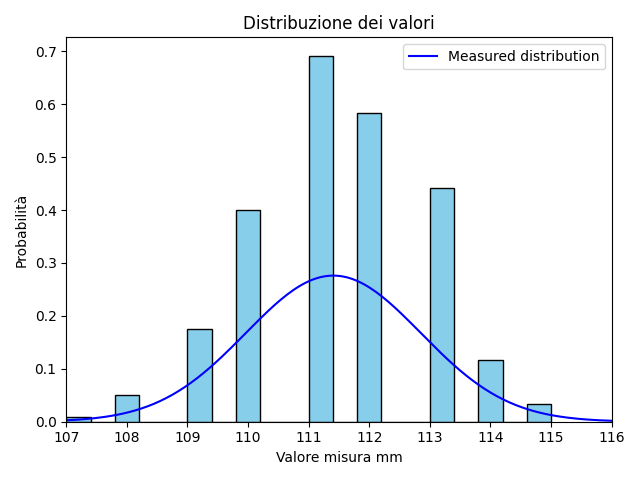 Distribuzione dei valori
Measured distribution
Probabilità
0.7
0.6
0.5
0.4
0.3
0.2
0.1
0.0
107 108 109 110 111 112 113 114 115 116
Valore misura mm